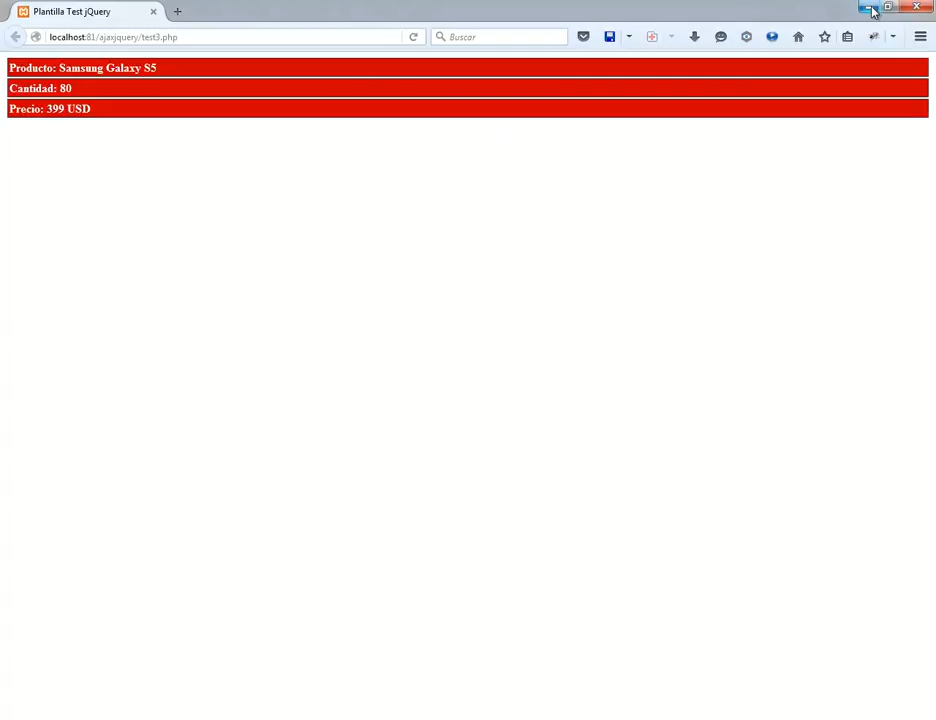 Plantilla Test jQuery
localhost:81/ajaxjquery/test3.php
Buscar
Producto: Samsung Galaxy S5
Cantidad: 80
Precio: 399 USD